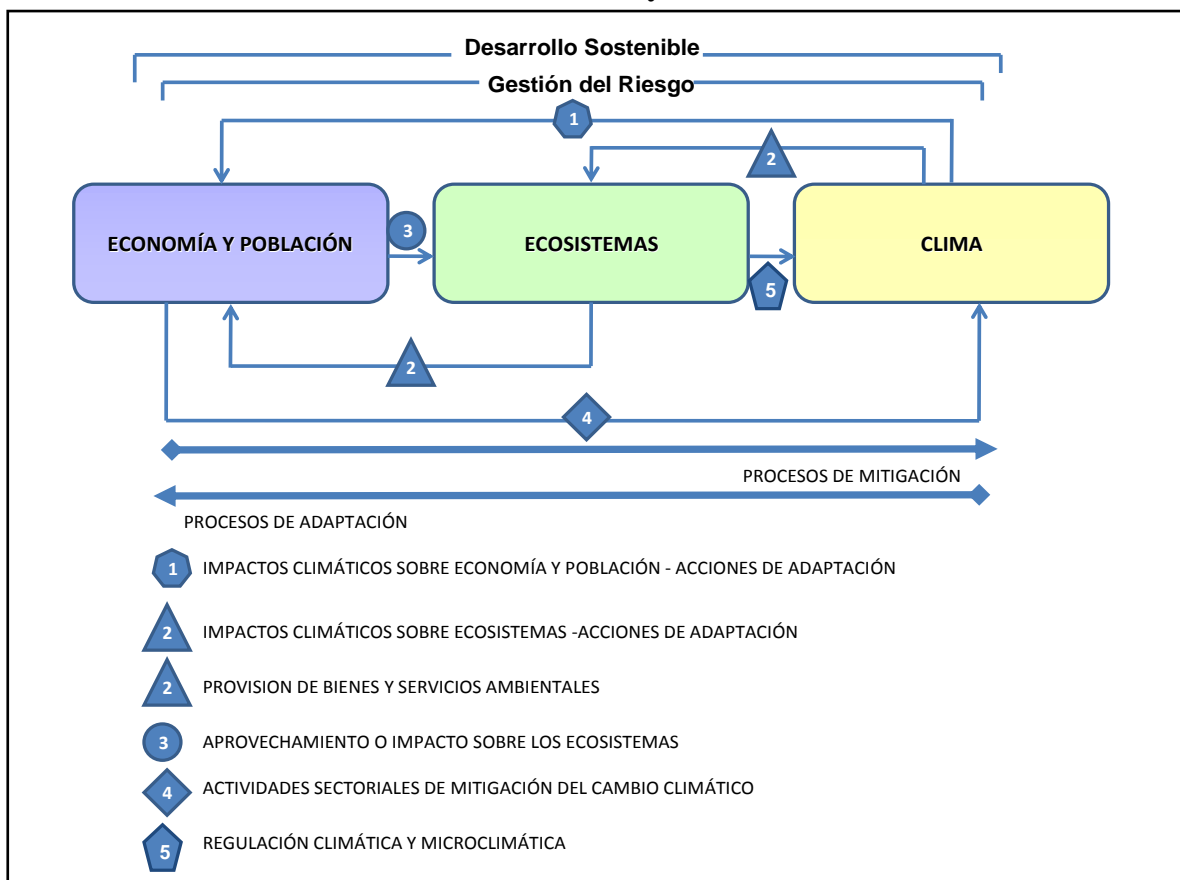 Desarrollo Sostenible
Gestión del Riesgo
1
2
ECONOMÍA Y POBLACIÓN
3
ECOSISTEMAS
CLIMA
5
2
4
PROCESOS DE MITIGACIÓN
PROCESOS DE ADAPTACIÓN
1 IMPACTOS CLIMÁTICOS SOBRE ECONOMÍA Y POBLACIÓN - ACCIONES DE ADAPTACIÓN
2 IMPACTOS CLIMÁTICOS SOBRE ECOSISTEMAS -ACCIONES DE ADAPTACIÓN
2 PROVISION DE BIENES Y SERVICIOS AMBIENTALES
3 APROVECHAMIENTO O IMPACTO SOBRE LOS ECOSISTEMAS
4 ACTIVIDADES SECTORIALES DE MITIGACIÓN DEL CAMBIO CLIMÁTICO
5 REGULACIÓN CLIMÁTICA Y MICROCLIMÁTICA